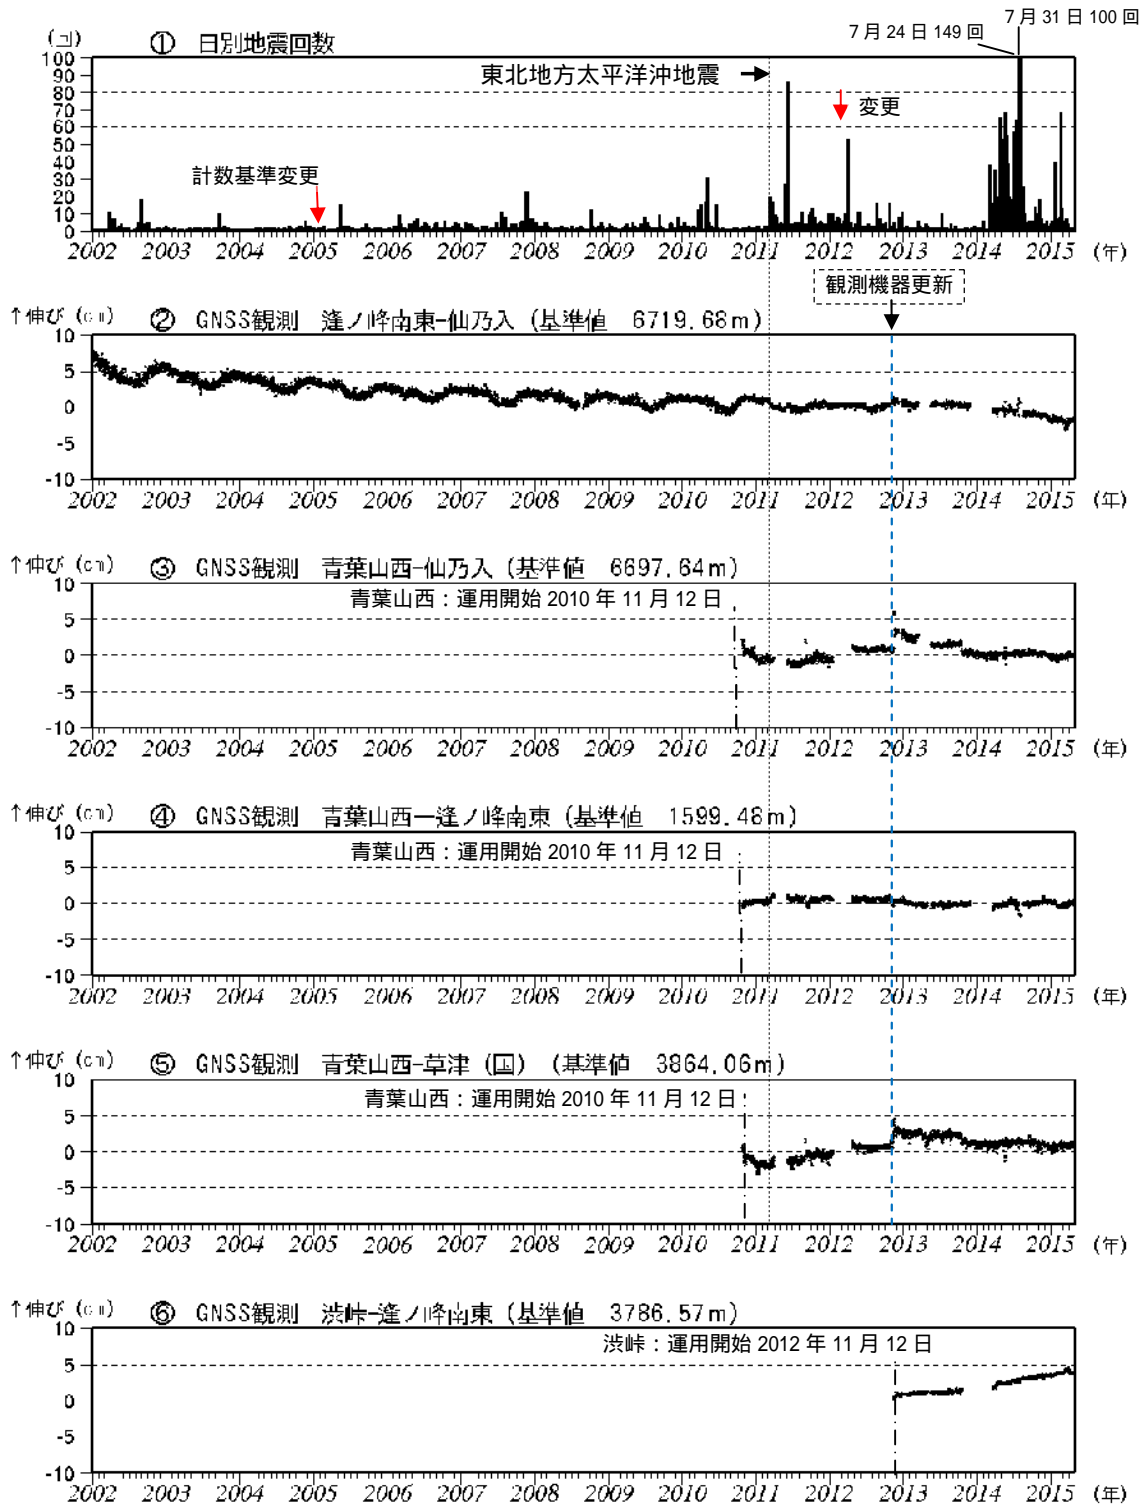 7月31日100回
7月24日149回
(回) ① 日別地震回数
東北地方太平洋沖地震
変更
計数基準変更
100
90
80
70
60
50
40
30
20
10
0
2002 2003 2004 2005 2006 2007 2008 2009 2010 2011 2012 2013 2014 2015 (年)
観測機器更新
↑伸び (cm) ② GNSS観測 逢ノ峰南東-仙乃入 (基準値 6719.68m)
10
5
0
-5
-10
2002 2003 2004 2005 2006 2007 2008 2009 2010 2011 2012 2013 2014 2015 (年)
↑伸び (cm) ③ GNSS観測 青葉山西-仙乃入 (基準値 6697.64m)
青葉山西：運用開始 2010年11月12日
10
5
0
-5
-10
2002 2003 2004 2005 2006 2007 2008 2009 2010 2011 2012 2013 2014 2015 (年)
↑伸び (cm) ④ GNSS観測 青葉山西ー逢ノ峰南東 (基準値 1599.48m)
青葉山西：運用開始 2010年11月12日
10
5
0
-5
-10
2002 2003 2004 2005 2006 2007 2008 2009 2010 2011 2012 2013 2014 2015 (年)
↑伸び (cm) ⑤ GNSS観測 青葉山西-草津 (国) (基準値 3864.06m)
青葉山西：運用開始 2010年11月12日
10
5
0
-5
-10
2002 2003 2004 2005 2006 2007 2008 2009 2010 2011 2012 2013 2014 2015 (年)
↑伸び (cm) ⑥ GNSS観測 渋峠-逢ノ峰南東 (基準値 3786.57m)
渋峠：運用開始 2012年11月12日
10
5
0
-5
-10
2002 2003 2004 2005 2006 2007 2008 2009 2010 2011 2012 2013 2014 2015 (年)